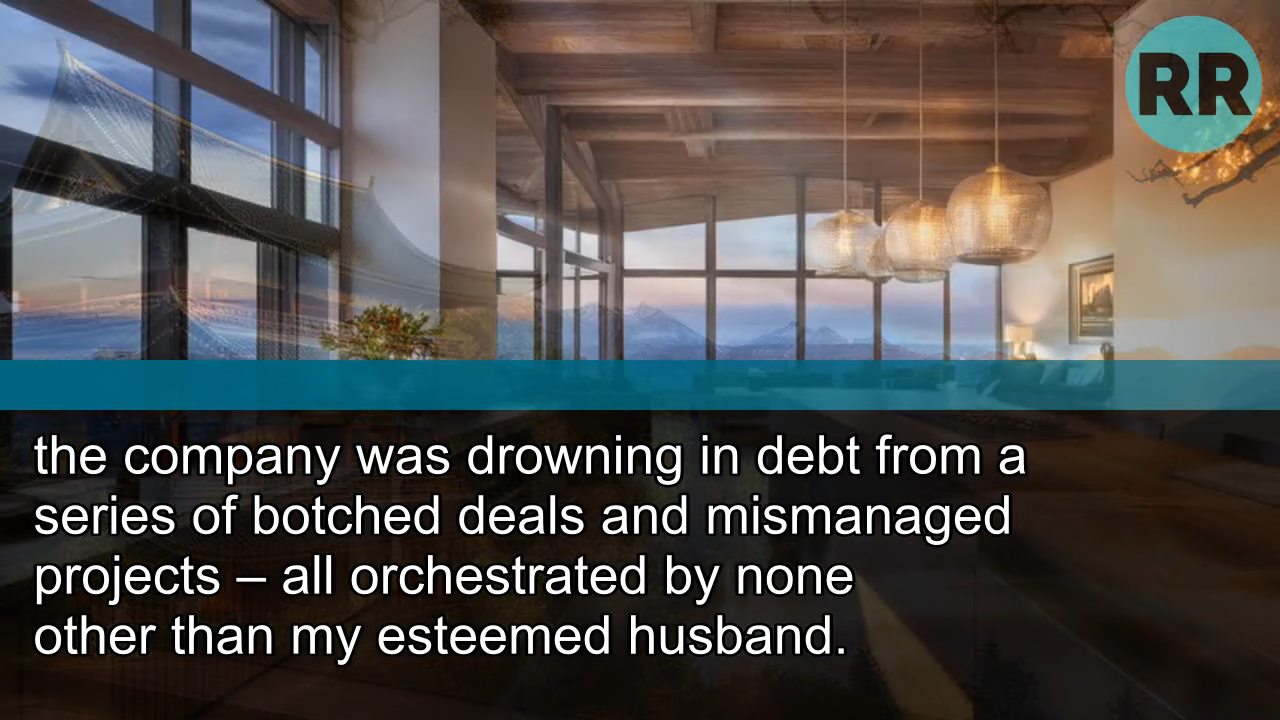 RR
the company was drowning in debt from a
series of botched deals and mismanaged
projects – all orchestrated by none
other than my esteemed husband.